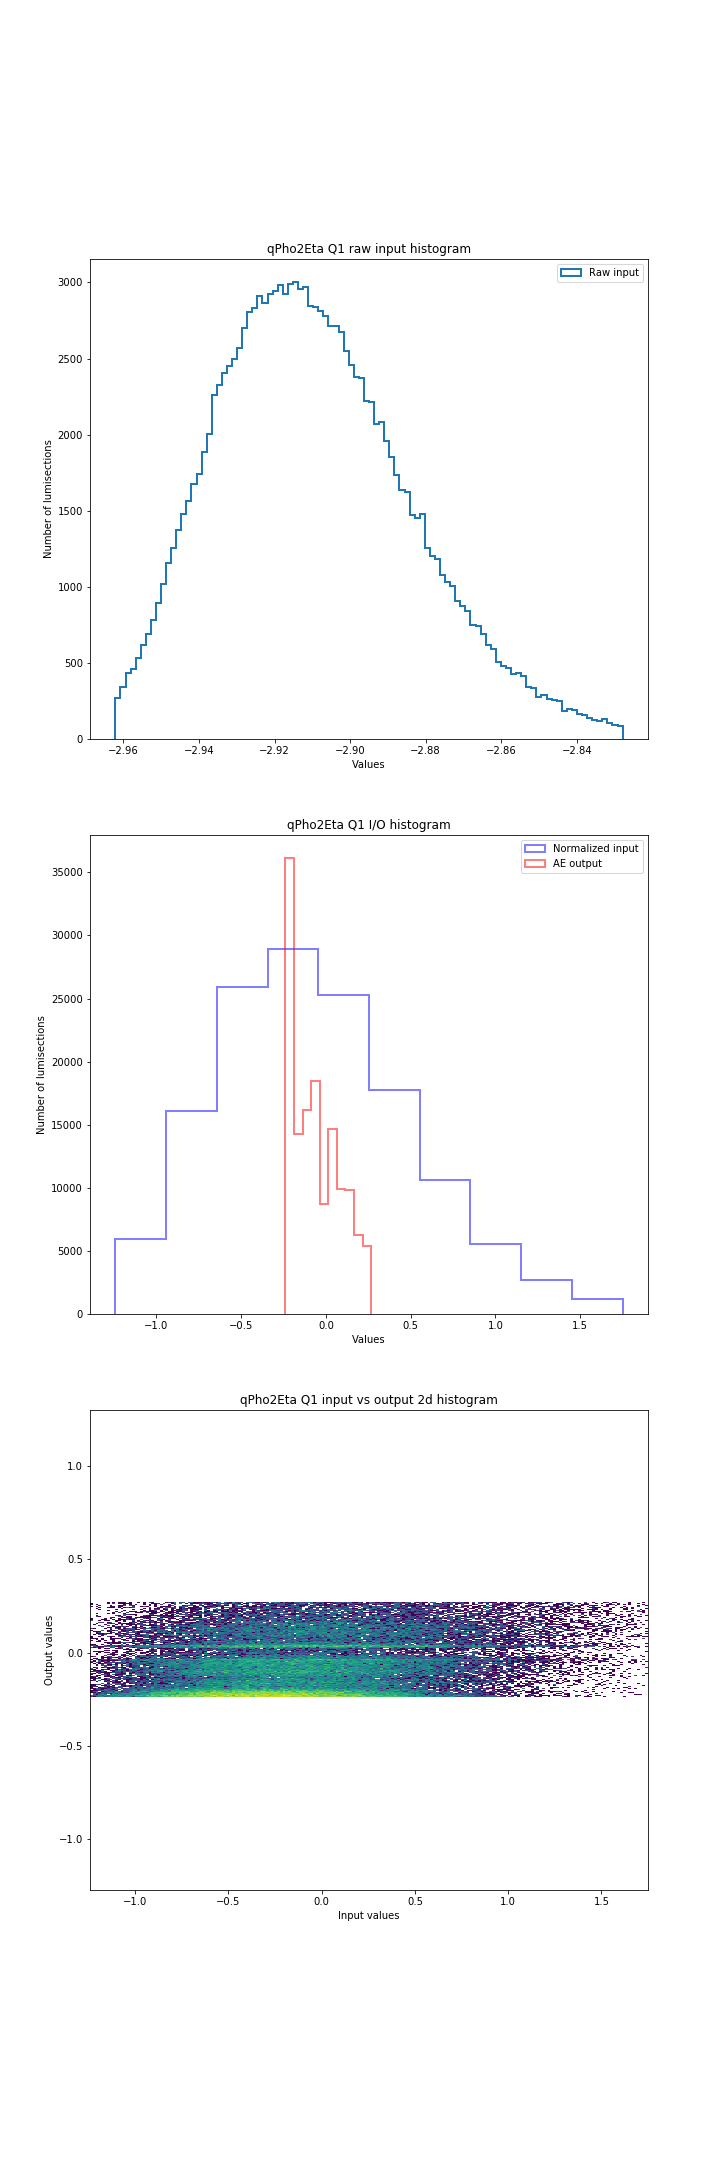 qPho2Eta Q1 raw input histogram
Raw input
3000
2500
2000
1500
1000
500
0
Number of lumisections
−2.96 −2.94 −2.92 −2.90 −2.88 −2.86 −2.84
Values
qPho2Eta Q1 I/O histogram
Normalized input
AE output
35000
30000
25000
20000
15000
10000
5000
0
Number of lumisections
−1.0 −0.5 0.0 0.5 1.0 1.5
Values
qPho2Eta Q1 input vs output 2d histogram
1.0
0.5
0.0
−0.5
−1.0
Output values
−1.0 −0.5 0.0 0.5 1.0 1.5
Input values